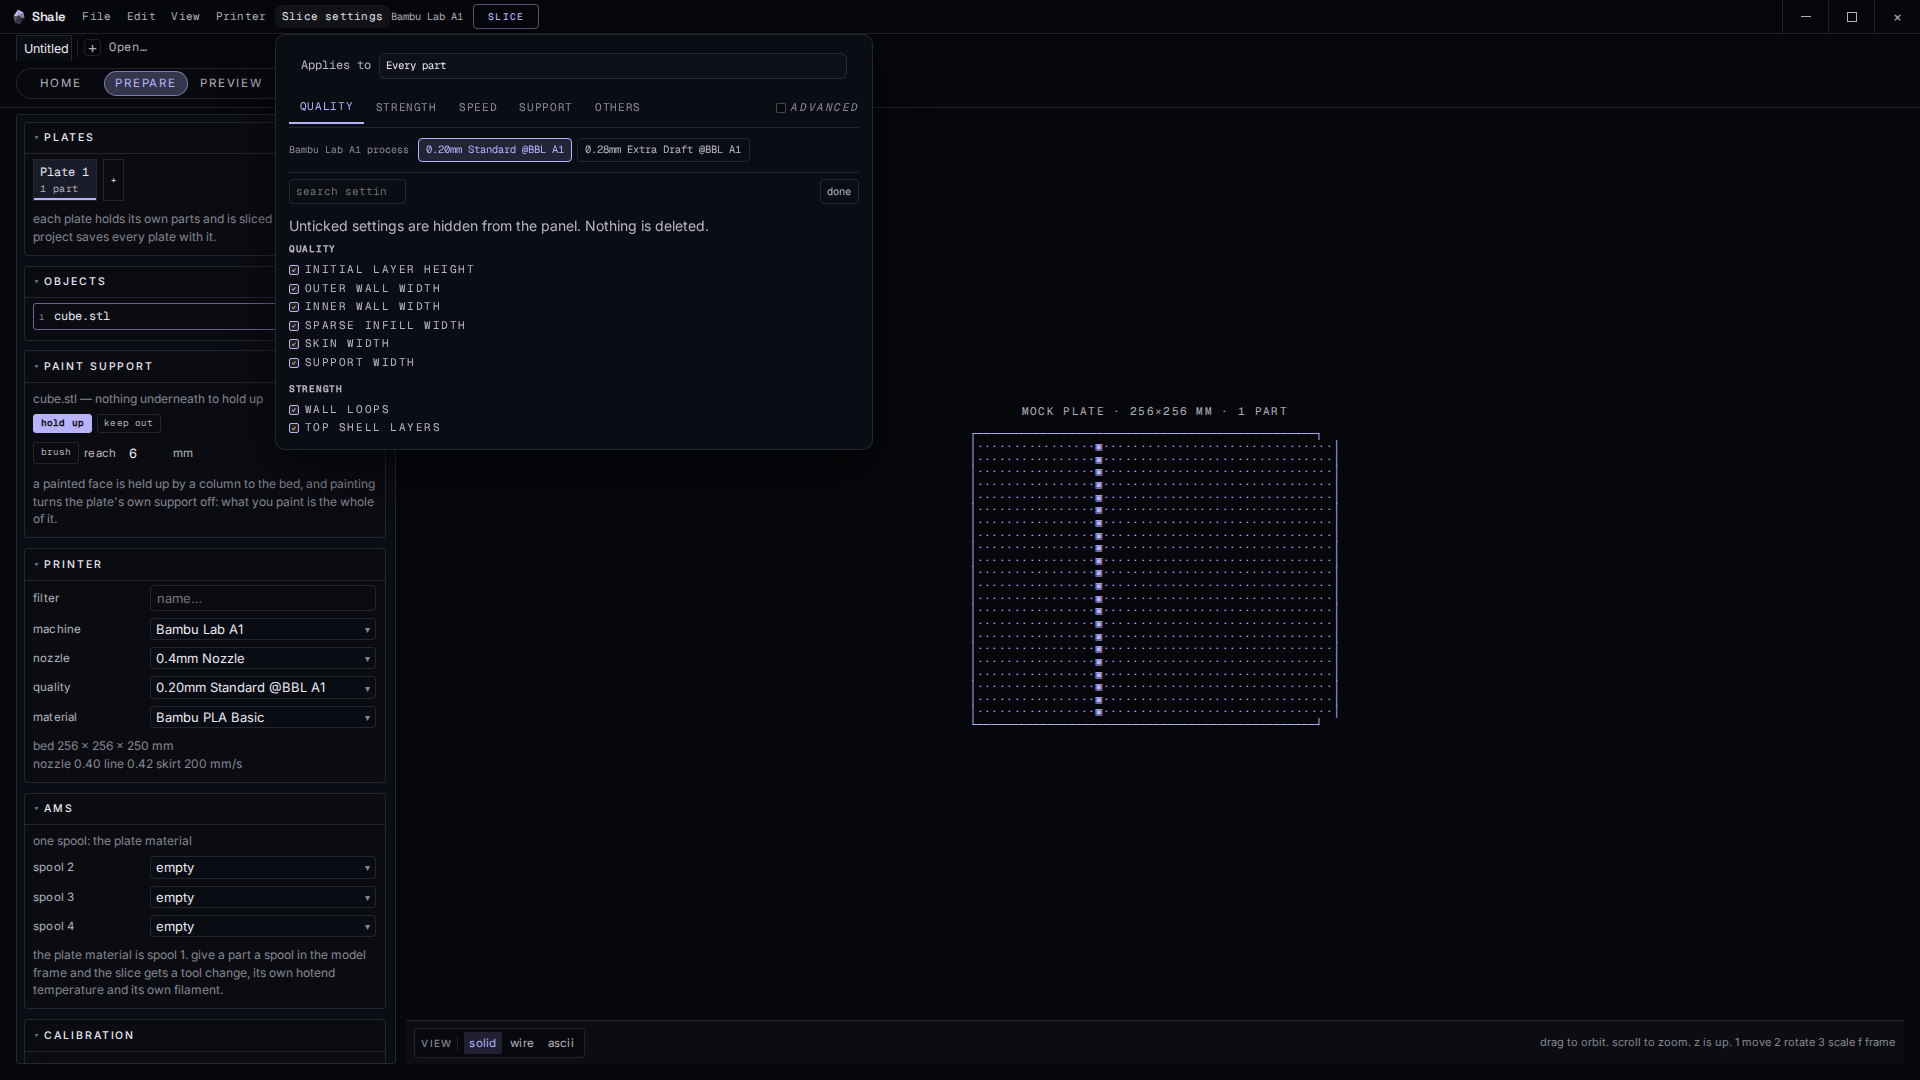 Shale File Edit View Printer Slice settings Bambu Lab A1 SLICE
Untitled + Open…
HOME PREPARE PREVIEW
Applies to Every part
QUALITY STRENGTH SPEED SUPPORT OTHERS ADVANCED
Bambu Lab A1 process 0.20mm Standard @BBL A1 0.28mm Extra Draft @BBL A1
search settin done
Unticked settings are hidden from the panel. Nothing is deleted.
QUALITY
INITIAL LAYER HEIGHT
OUTER WALL WIDTH
INNER WALL WIDTH
SPARSE INFILL WIDTH
SKIN WIDTH
SUPPORT WIDTH
STRENGTH
WALL LOOPS
TOP SHELL LAYERS
PLATES
Plate 1
1 part
+
each plate holds its own parts and is sliced
project saves every plate with it.
OBJECTS
1 cube.stl
PAINT SUPPORT
cube.stl — nothing underneath to hold up
hold up keep out
brush reach 6 mm
a painted face is held up by a column to the bed, and painting
turns the plate's own support off: what you paint is the whole
of it.
PRINTER
filter name...
machine Bambu Lab A1
nozzle 0.4mm Nozzle
quality 0.20mm Standard @BBL A1
material Bambu PLA Basic
bed 256 × 256 × 250 mm
nozzle 0.40 line 0.42 skirt 200 mm/s
AMS
one spool: the plate material
spool 2 empty
spool 3 empty
spool 4 empty
the plate material is spool 1. give a part a spool in the model
frame and the slice gets a tool change, its own hotend
temperature and its own filament.
CALIBRATION
MOCK PLATE · 256×256 MM · 1 PART
VIEW solid wire ascii
drag to orbit. scroll to zoom. z is up. 1 move 2 rotate 3 scale f frame